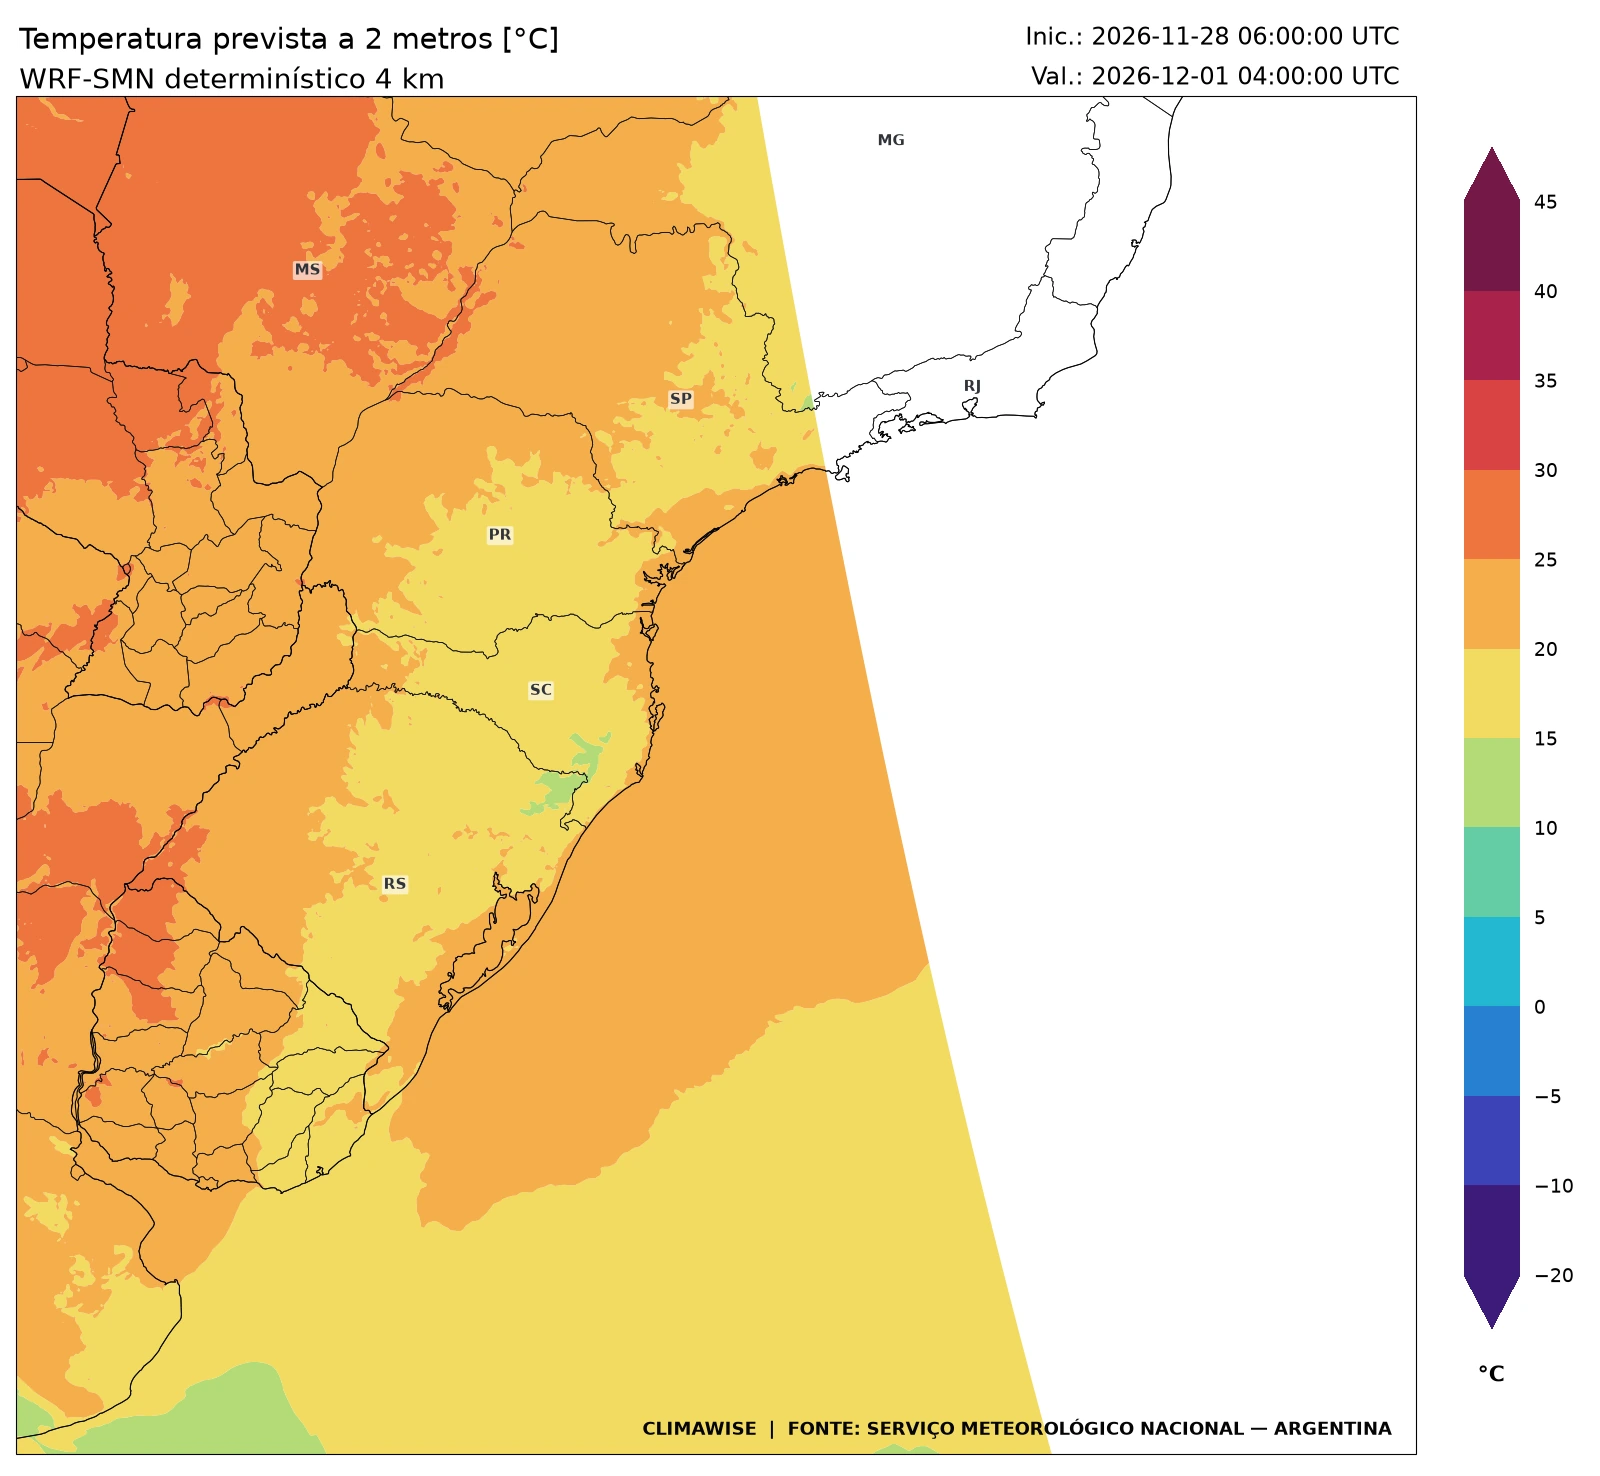 Temperatura prevista a 2 metros [°C]
WRF-SMN determinístico 4 km
Inic.: 2026-11-28 06:00:00 UTC
Val.: 2026-12-01 04:00:00 UTC
MG
MS
RJ
SP
PR
SC
RS
45
40
35
30
25
20
15
10
5
0
−5
−10
−20
°C
CLIMAWISE | FONTE: SERVIÇO METEOROLÓGICO NACIONAL — ARGENTINA